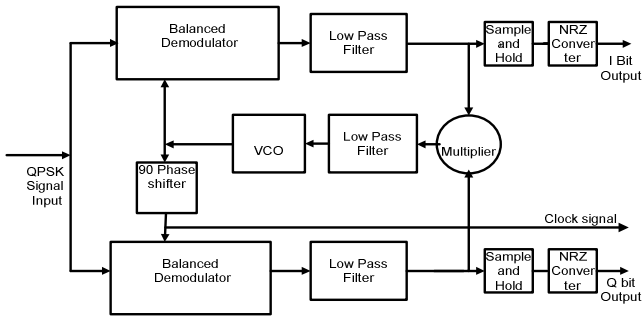 Balanced
Demodulator
Low Pass
Filter
Sample
and
Hold
NRZ
Conver
ter
I Bit
Output
QPSK
Signal
Input
90 Phase
shifter
VCO
Low Pass
Filter
Multiplier
Clock signal
Balanced
Demodulator
Low Pass
Filter
Sample
and
Hold
NRZ
Conver
ter
Q bit
Output